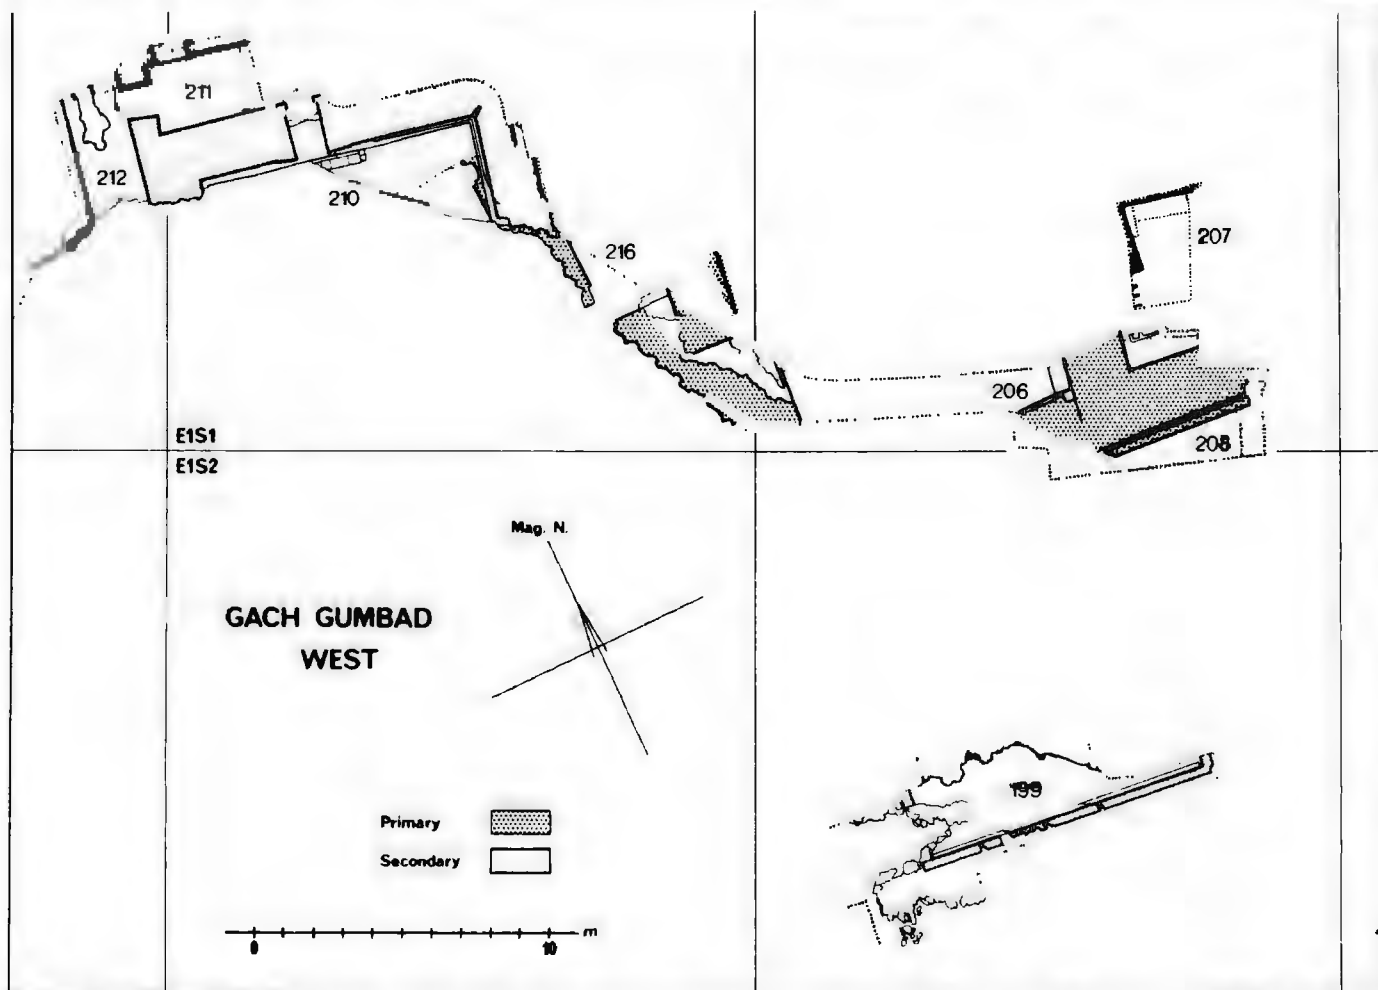 211
212
210
216
207
206
208
E1S1
E1S2
Mag. N.
GACH GUMBAD
WEST
199
Primary
Secondary
0 10 m